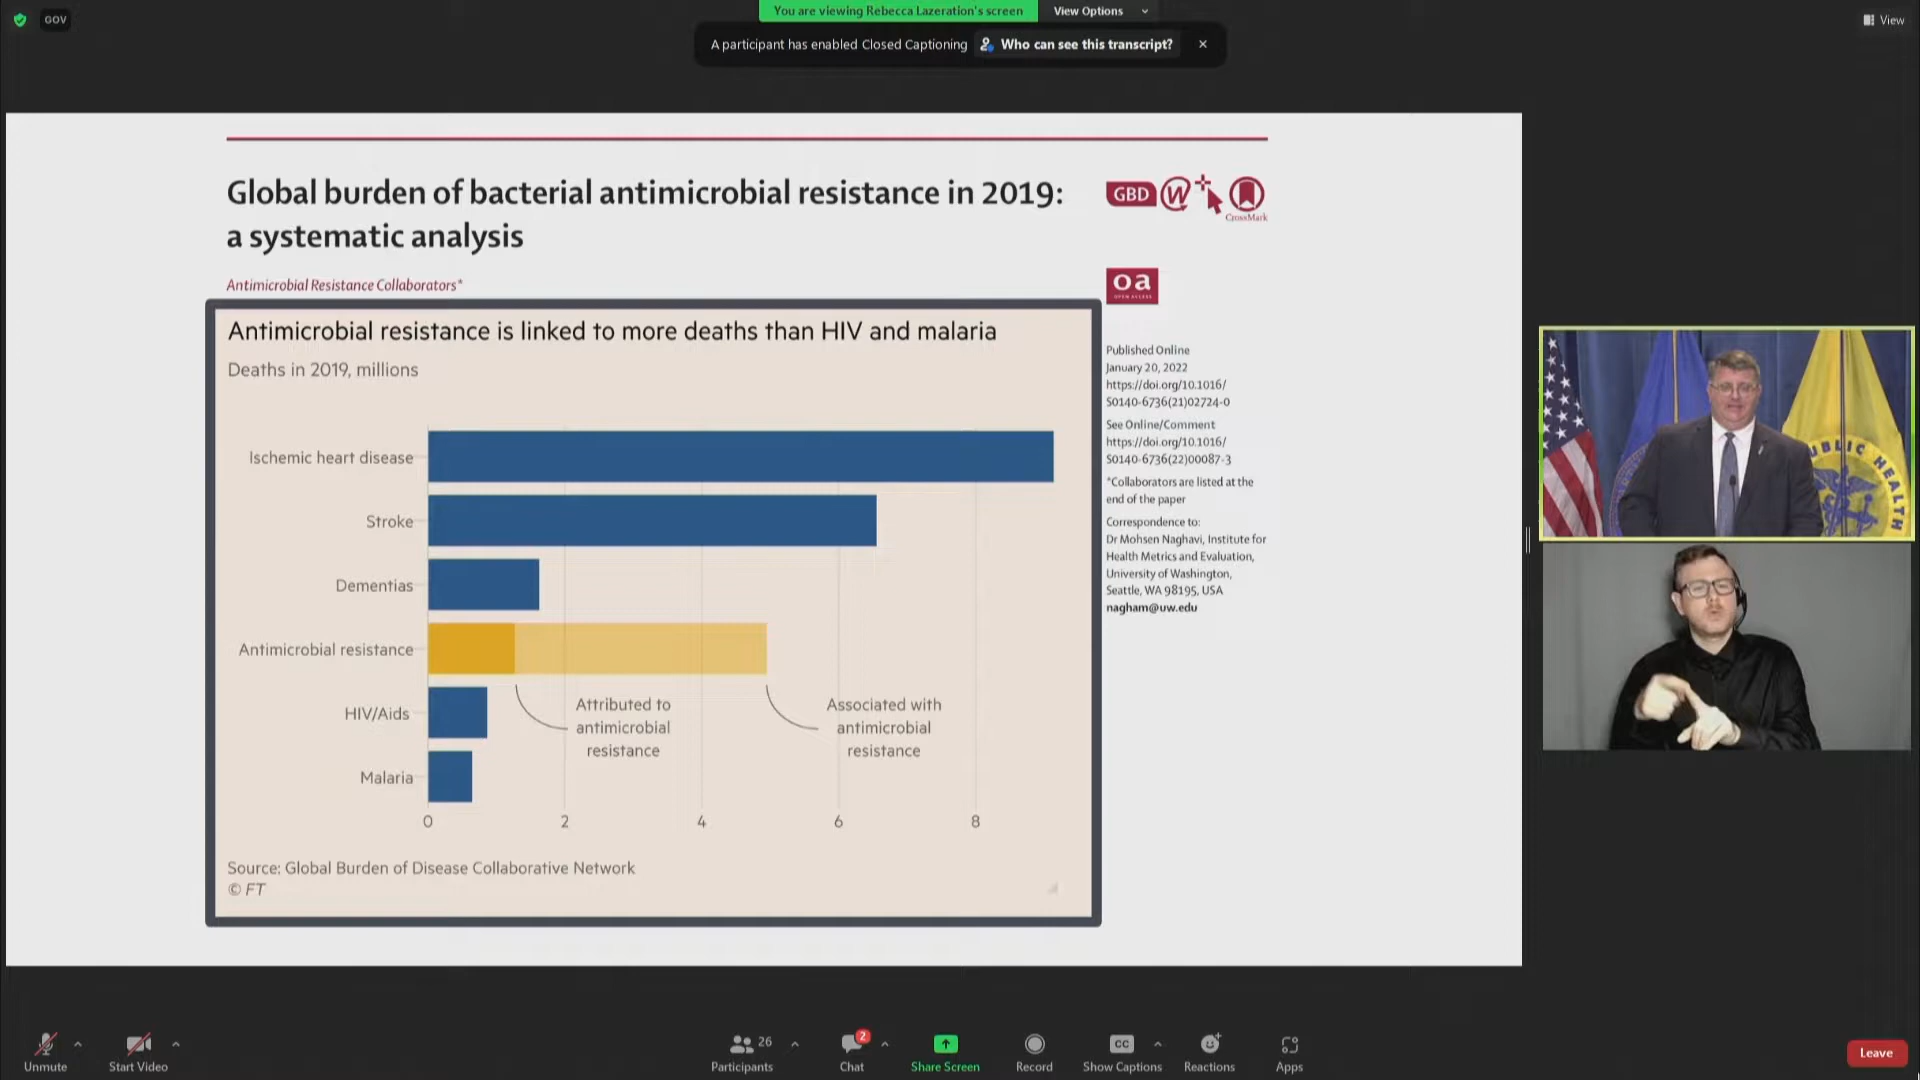 GOV
You are viewing Rebecca Lazeration's screen
View Options
View
A participant has enabled Closed Captioning
Who can see this transcript?
Global burden of bacterial antimicrobial resistance in 2019:
a systematic analysis
GBD
CrossMark
Antimicrobial Resistance Collaborators*
oa
OPEN ACCESS
Antimicrobial resistance is linked to more deaths than HIV and malaria
Deaths in 2019, millions
Ischemic heart disease
Stroke
Dementias
Antimicrobial resistance
HIV/Aids
Malaria
Attributed to
antimicrobial
resistance
Associated with
antimicrobial
resistance
0 2 4 6 8
Source: Global Burden of Disease Collaborative Network
© FT
Published Online
January 20, 2022
https://doi.org/10.1016/
S0140-6736(21)02724-0
See Online/Comment
https://doi.org/10.1016/
S0140-6736(22)00087-3
*Collaborators are listed at the
end of the paper
Correspondence to:
Dr Mohsen Naghavi, Institute for
Health Metrics and Evaluation,
University of Washington,
Seattle, WA 98195, USA
nagham@uw.edu
PUBLIC HEALTH
Unmute
Start Video
26
Participants
2
Chat
Share Screen
Record
CC
Show Captions
Reactions
Apps
Leave